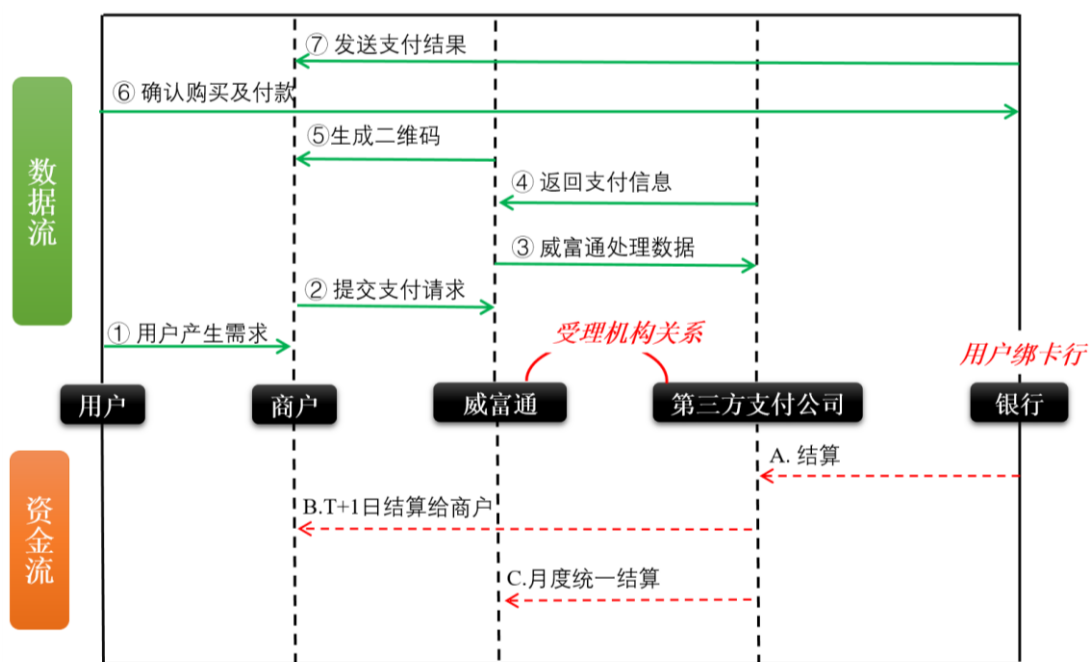 ⑦ 发送支付结果
⑥ 确认购买及付款
⑤生成二维码
④ 返回支付信息
③ 威富通处理数据
② 提交支付请求
① 用户产生需求
数据流
受理机构关系
用户绑卡行
用户
商户
威富通
第三方支付公司
银行
资金流
A. 结算
B.T+1日结算给商户
C.月度统一结算